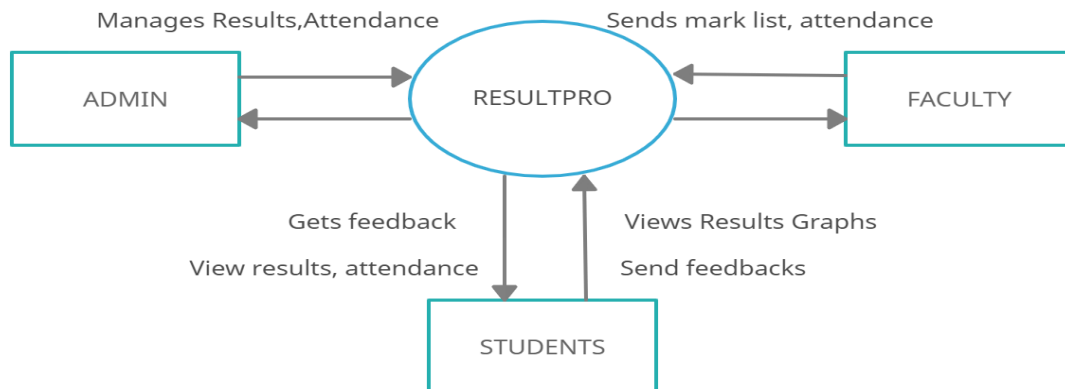 Manages Results,Attendance
Sends mark list, attendance
ADMIN
RESULTPRO
FACULTY
Gets feedback
Views Results Graphs
View results, attendance
Send feedbacks
STUDENTS